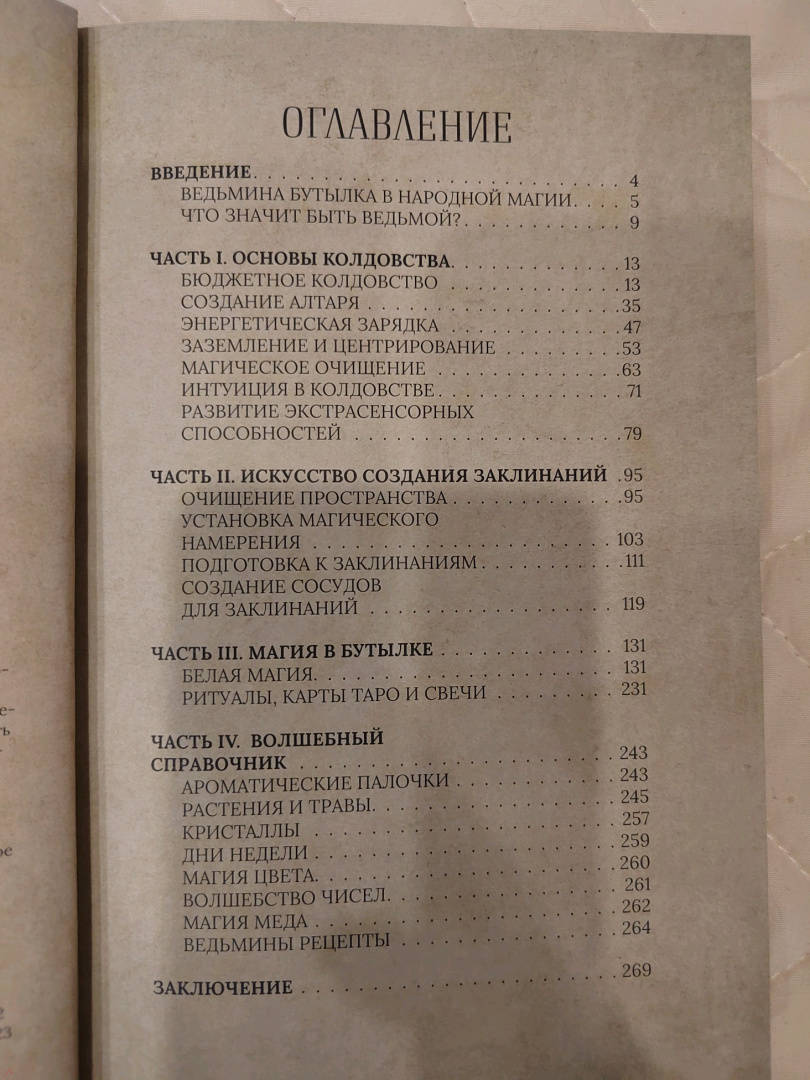 ОГЛАВЛЕНИЕ
ВВЕДЕНИЕ. . . . . . . . . . . . . . . . . . . . . . . . . . 4
ВЕДЬМИНА БУТЫЛКА В НАРОДНОЙ МАГИИ. . . . 5
ЧТО ЗНАЧИТ БЫТЬ ВЕДЬМОЙ?. . . . . . . . . . . . 9
ЧАСТЬ I. ОСНОВЫ КОЛДОВСТВА. . . . . . . . . . . . 13
БЮДЖЕТНОЕ КОЛДОВСТВО . . . . . . . . . . . . . 13
СОЗДАНИЕ АЛТАРЯ . . . . . . . . . . . . . . . . . . 35
ЭНЕРГЕТИЧЕСКАЯ ЗАРЯДКА . . . . . . . . . . . . . 47
ЗАЗЕМЛЕНИЕ И ЦЕНТРИРОВАНИЕ . . . . . . . . . 53
МАГИЧЕСКОЕ ОЧИЩЕНИЕ . . . . . . . . . . . . . . 63
ИНТУИЦИЯ В КОЛДОВСТВЕ. . . . . . . . . . . . . . 71
РАЗВИТИЕ ЭКСТРАСЕНСОРНЫХ
СПОСОБНОСТЕЙ . . . . . . . . . . . . . . . . . . . 79
ЧАСТЬ II. ИСКУССТВО СОЗДАНИЯ ЗАКЛИНАНИЙ . 95
ОЧИЩЕНИЕ ПРОСТРАНСТВА . . . . . . . . . . . . . 95
УСТАНОВКА МАГИЧЕСКОГО
НАМЕРЕНИЯ . . . . . . . . . . . . . . . . . . . . . 103
ПОДГОТОВКА К ЗАКЛИНАНИЯМ . . . . . . . . . . . 111
СОЗДАНИЕ СОСУДОВ
ДЛЯ ЗАКЛИНАНИЙ . . . . . . . . . . . . . . . . . 119
ЧАСТЬ III. МАГИЯ В БУТЫЛКЕ . . . . . . . . . . . . . 131
БЕЛАЯ МАГИЯ. . . . . . . . . . . . . . . . . . . . . 131
РИТУАЛЫ, КАРТЫ ТАРО И СВЕЧИ . . . . . . . . . 231
ЧАСТЬ IV. ВОЛШЕБНЫЙ
СПРАВОЧНИК . . . . . . . . . . . . . . . . . . . . . . 243
АРОМАТИЧЕСКИЕ ПАЛОЧКИ . . . . . . . . . . . . 243
РАСТЕНИЯ И ТРАВЫ. . . . . . . . . . . . . . . . . . 245
КРИСТАЛЛЫ . . . . . . . . . . . . . . . . . . . . . 257
ДНИ НЕДЕЛИ . . . . . . . . . . . . . . . . . . . . . 259
МАГИЯ ЦВЕТА. . . . . . . . . . . . . . . . . . . . . 260
ВОЛШЕБСТВО ЧИСЕЛ. . . . . . . . . . . . . . . . . 261
МАГИЯ МЕДА . . . . . . . . . . . . . . . . . . . . . 262
ВЕДЬМИНЫ РЕЦЕПТЫ . . . . . . . . . . . . . . . . 264
ЗАКЛЮЧЕНИЕ . . . . . . . . . . . . . . . . . . . . . . 269